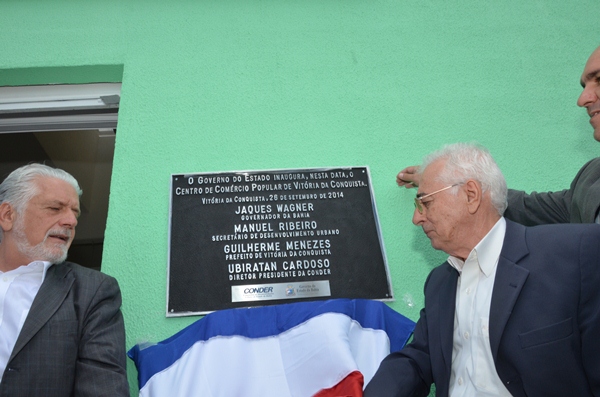 O GOVERNO DO ESTADO INAUGURA, NESTA DATA, O
CENTRO DE COMÉRCIO POPULAR DE VITÓRIA DA CONQUISTA.
VITÓRIA DA CONQUISTA, 26 DE SETEMBRO DE 2014
JAQUES WAGNER
GOVERNADOR DA BAHIA
MANUEL RIBEIRO
SECRETÁRIO DE DESENVOLVIMENTO URBANO
GUILHERME MENEZES
PREFEITO DE VITÓRIA DA CONQUISTA
UBIRATAN CARDOSO
DIRETOR PRESIDENTE DA CONDER
CONDER